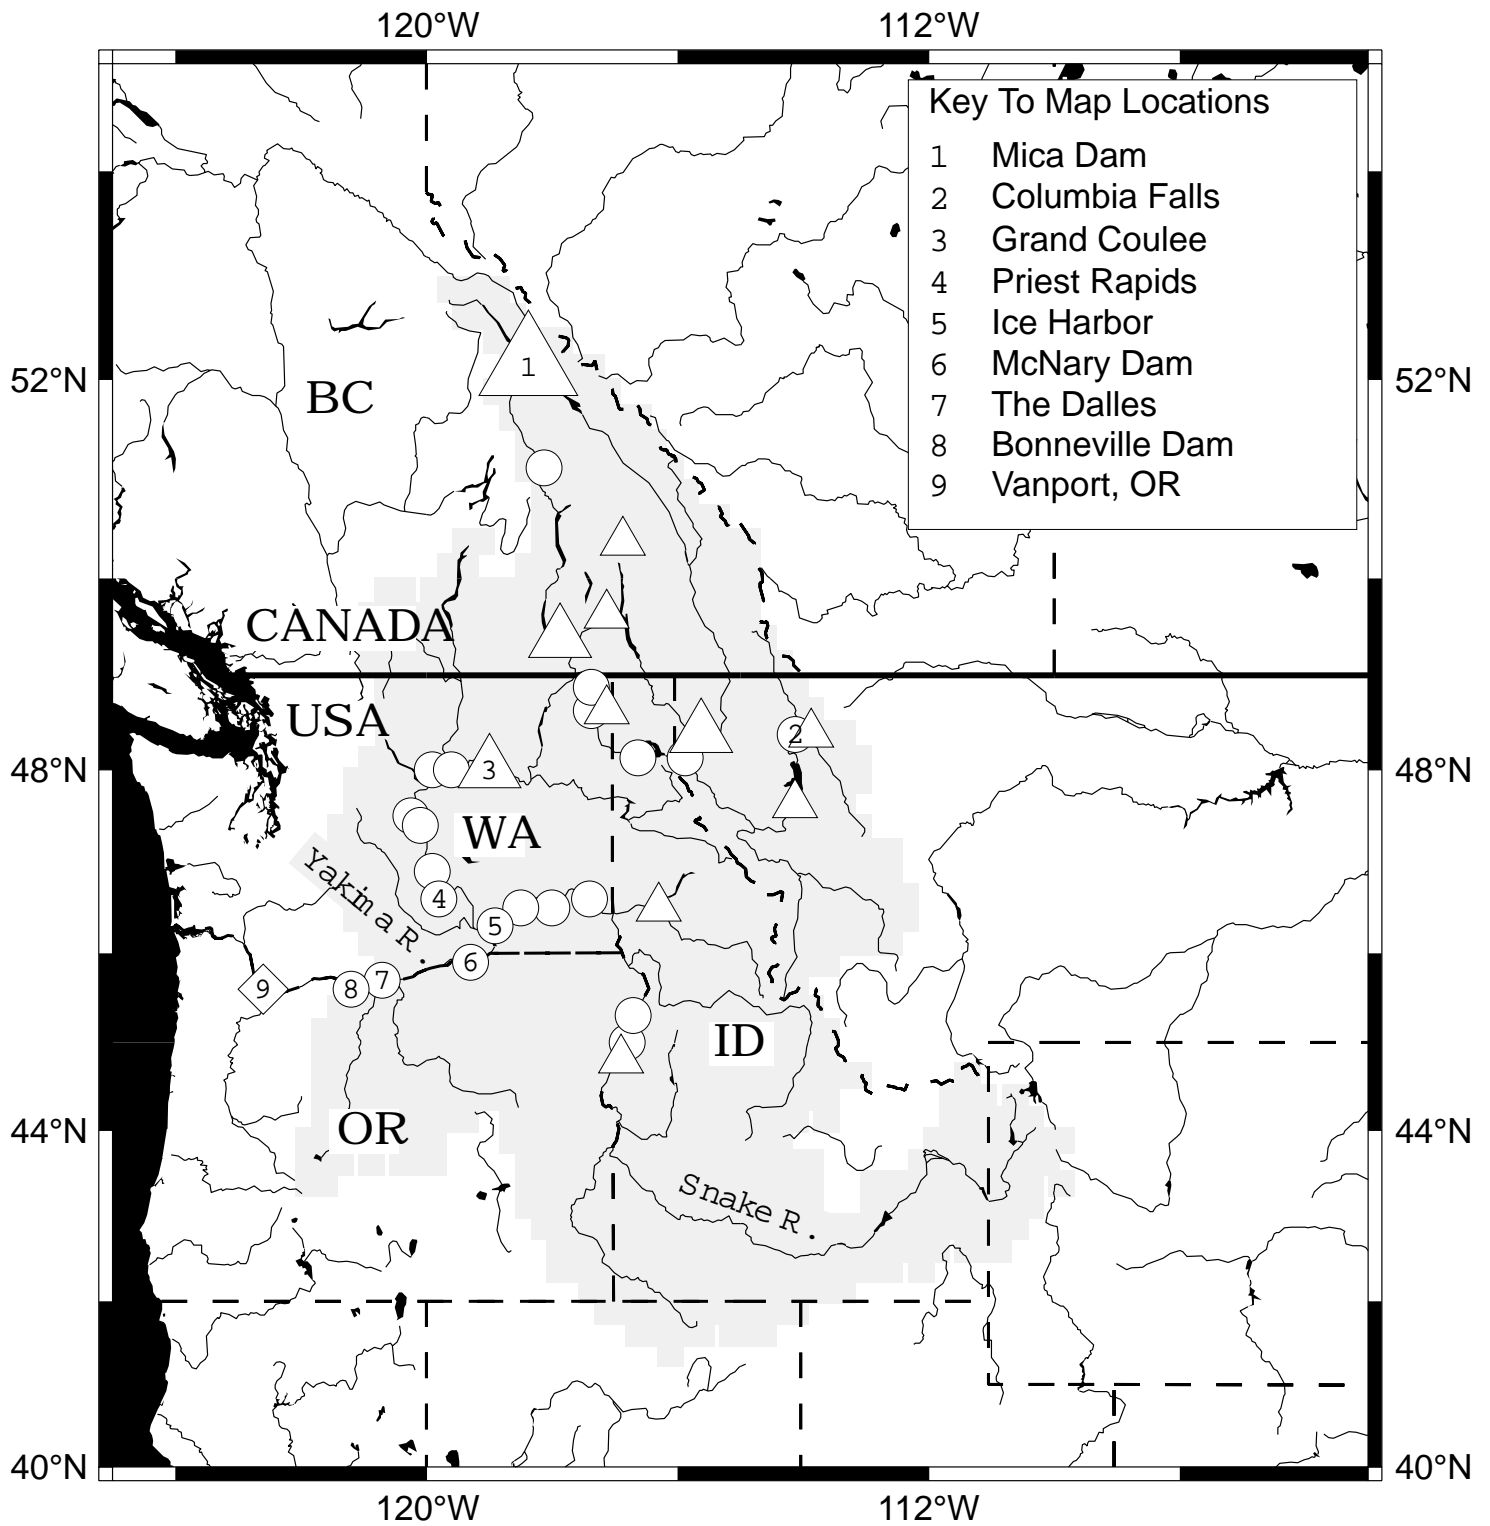 120°W 112°W
Key To Map Locations
1 Mica Dam
2 Columbia Falls
3 Grand Coulee
4 Priest Rapids
5 Ice Harbor
6 McNary Dam
7 The Dalles
8 Bonneville Dam
9 Vanport, OR
1
52°N 52°N
BC
CANADA
USA
2
48°N 3 48°N
WA
Yakima R.
4
5
6
7
8
9
ID
OR
44°N 44°N
Snake R.
40°N 40°N
120°W 112°W